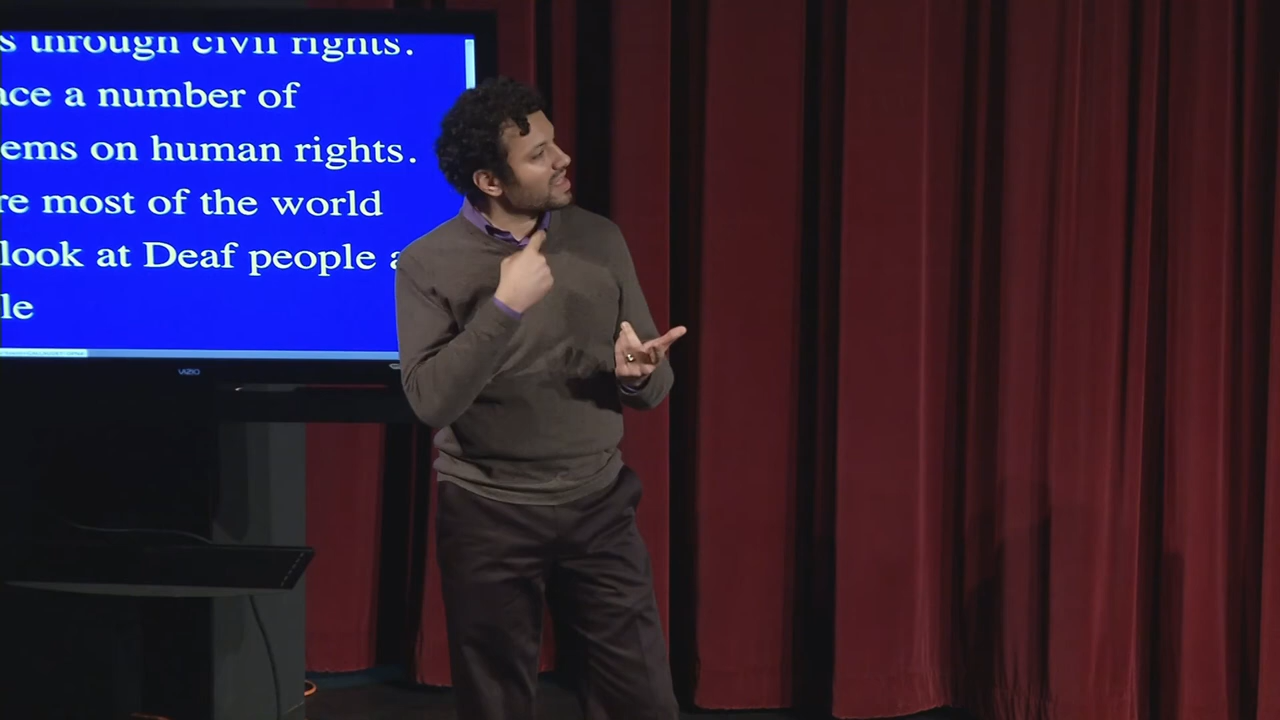 s through civil rights.
ace a number of
ems on human rights.
re most of the world
look at Deaf people a
le
VIZIO